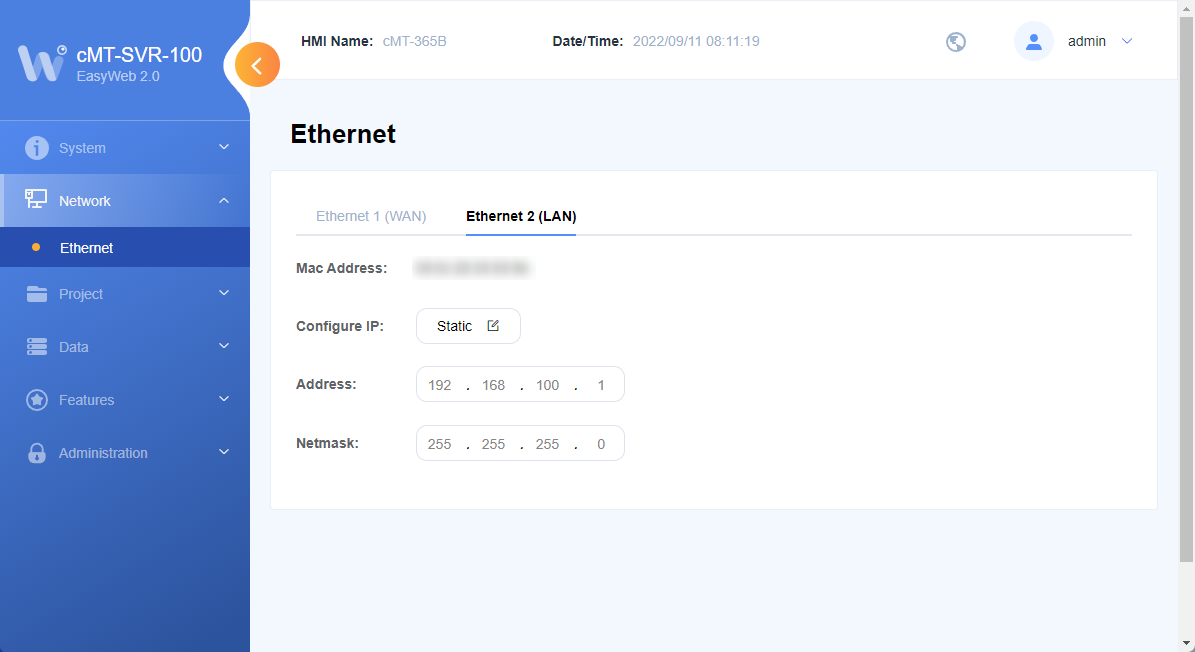 cMT-SVR-100
EasyWeb 2.0
System
Network
Ethernet
Project
Data
Features
Administration
HMI Name: cMT-365B Date/Time: 2022/09/11 08:11:19 admin
Ethernet
Ethernet 1 (WAN) Ethernet 2 (LAN)
Mac Address:
Configure IP: Static
Address: 192 . 168 . 100 . 1
Netmask: 255 . 255 . 255 . 0